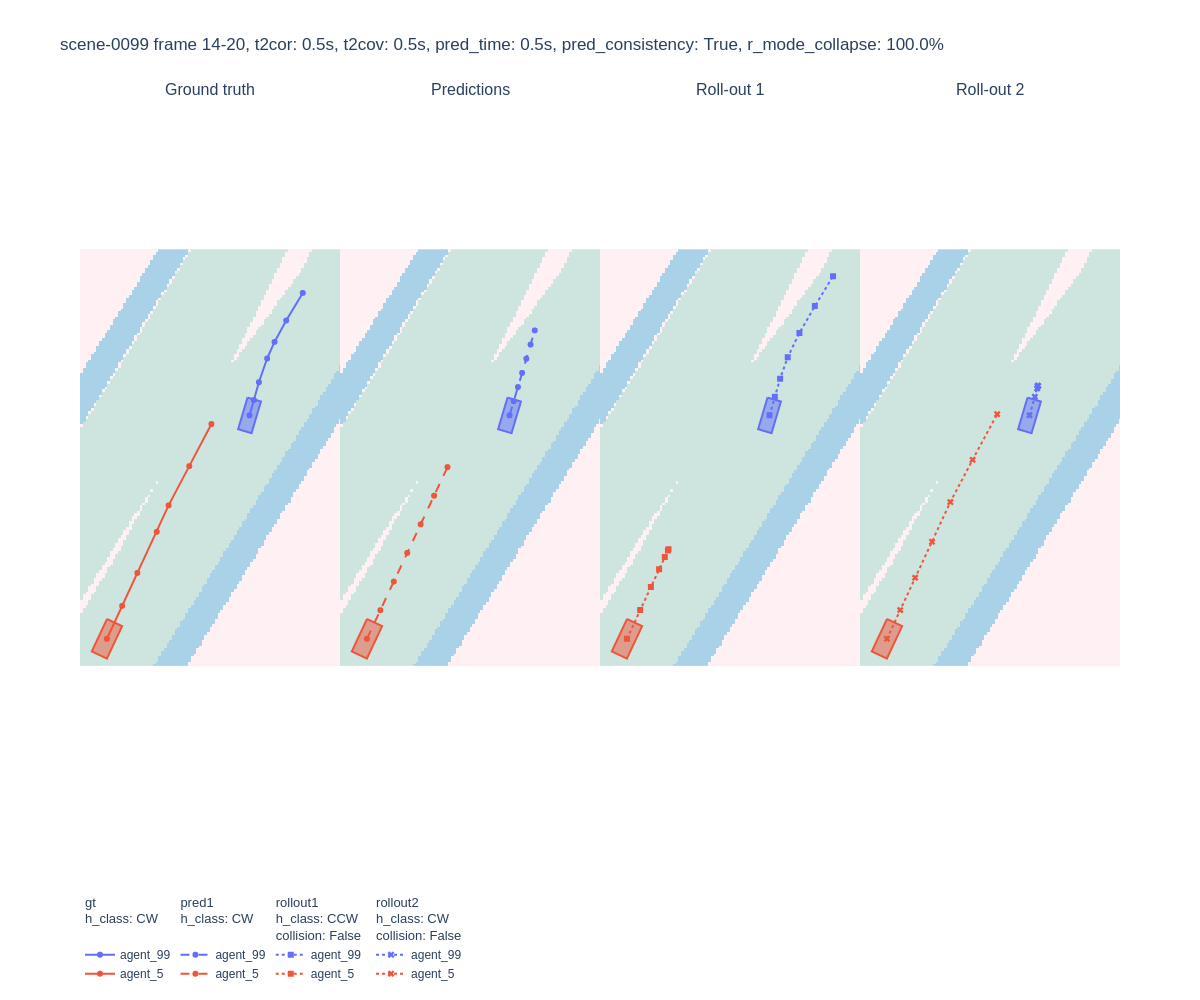 scene-0099 frame 14-20, t2cor: 0.5s, t2cov: 0.5s, pred_time: 0.5s, pred_consistency: True, r_mode_collapse: 100.0%
Ground truth
Predictions
Roll-out 1
Roll-out 2
gt
h_class: CW
agent_99
agent_5
pred1
h_class: CW
agent_99
agent_5
rollout1
h_class: CCW
collision: False
agent_99
agent_5
rollout2
h_class: CW
collision: False
agent_99
agent_5